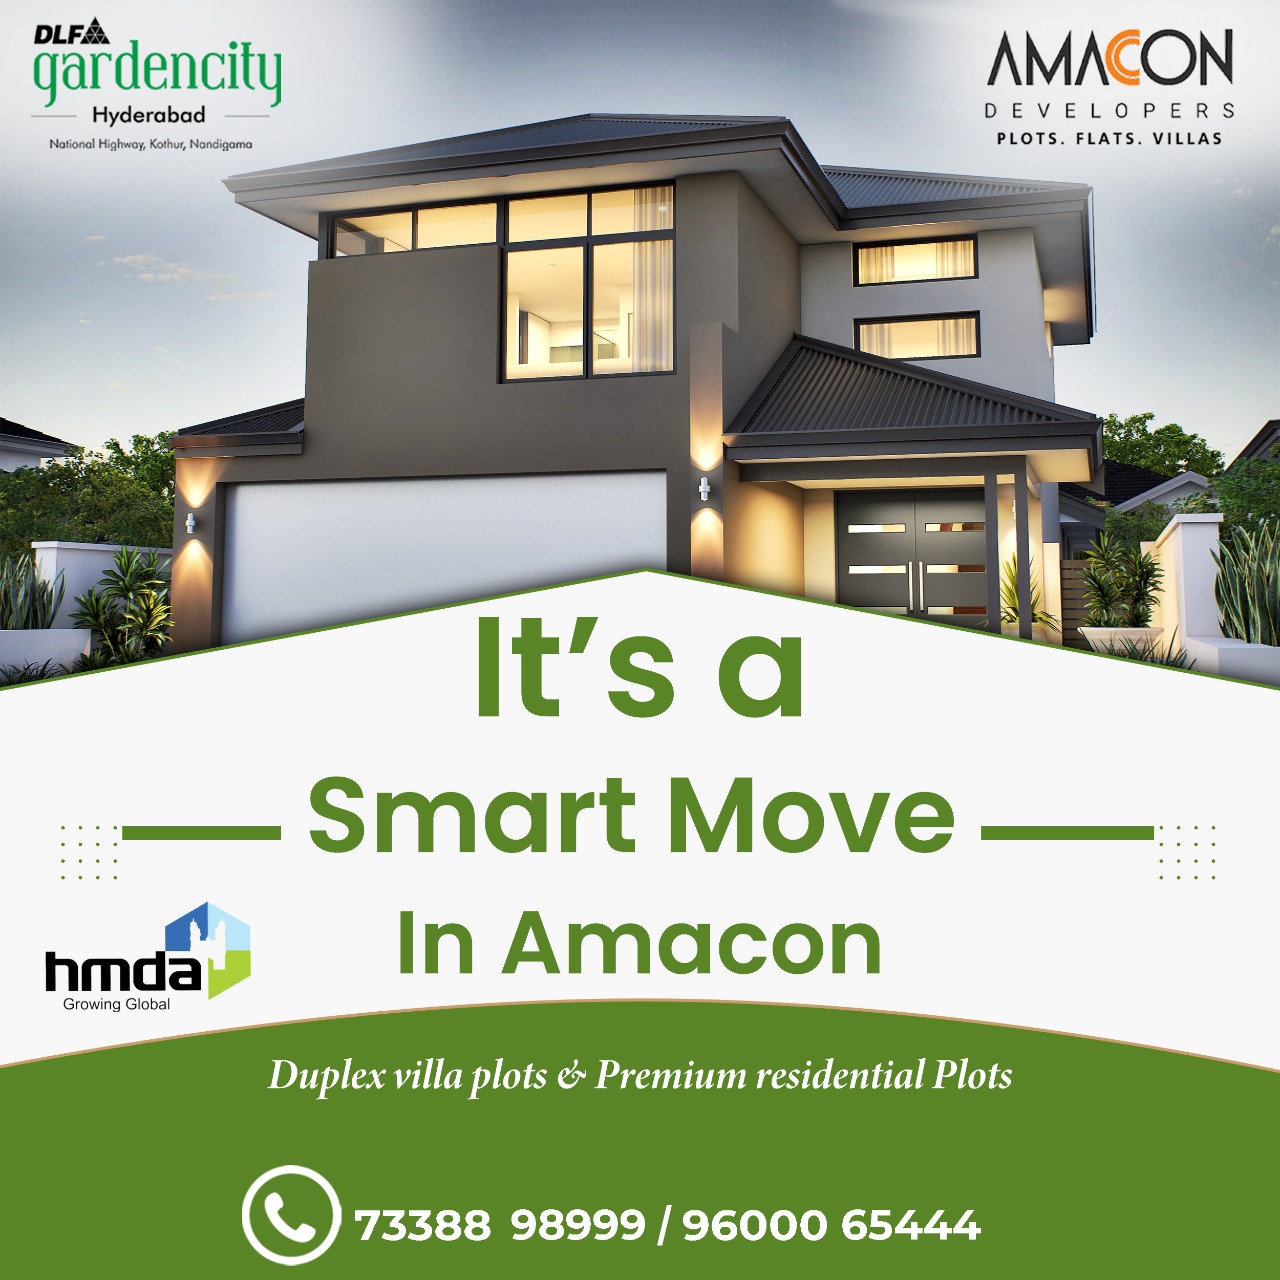 DLF
gardencity
Hyderabad
National Highway, Kothur, Nandigama
AMACON
DEVELOPERS
PLOTS. FLATS. VILLAS
It's a
Smart Move
In Amacon
hmda
Growing Global
Duplex villa plots & Premium residential Plots
73388 98999 / 96000 65444